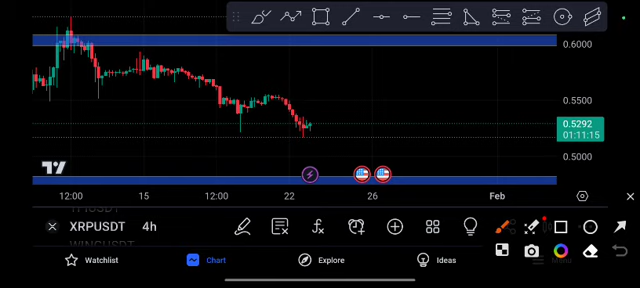 0.6000
0.5500
0.5292
01:11:15
0.5000
12:00 15 12:00 22 26 Feb
XRPUSDT 4h
Watchlist Chart Explore Ideas